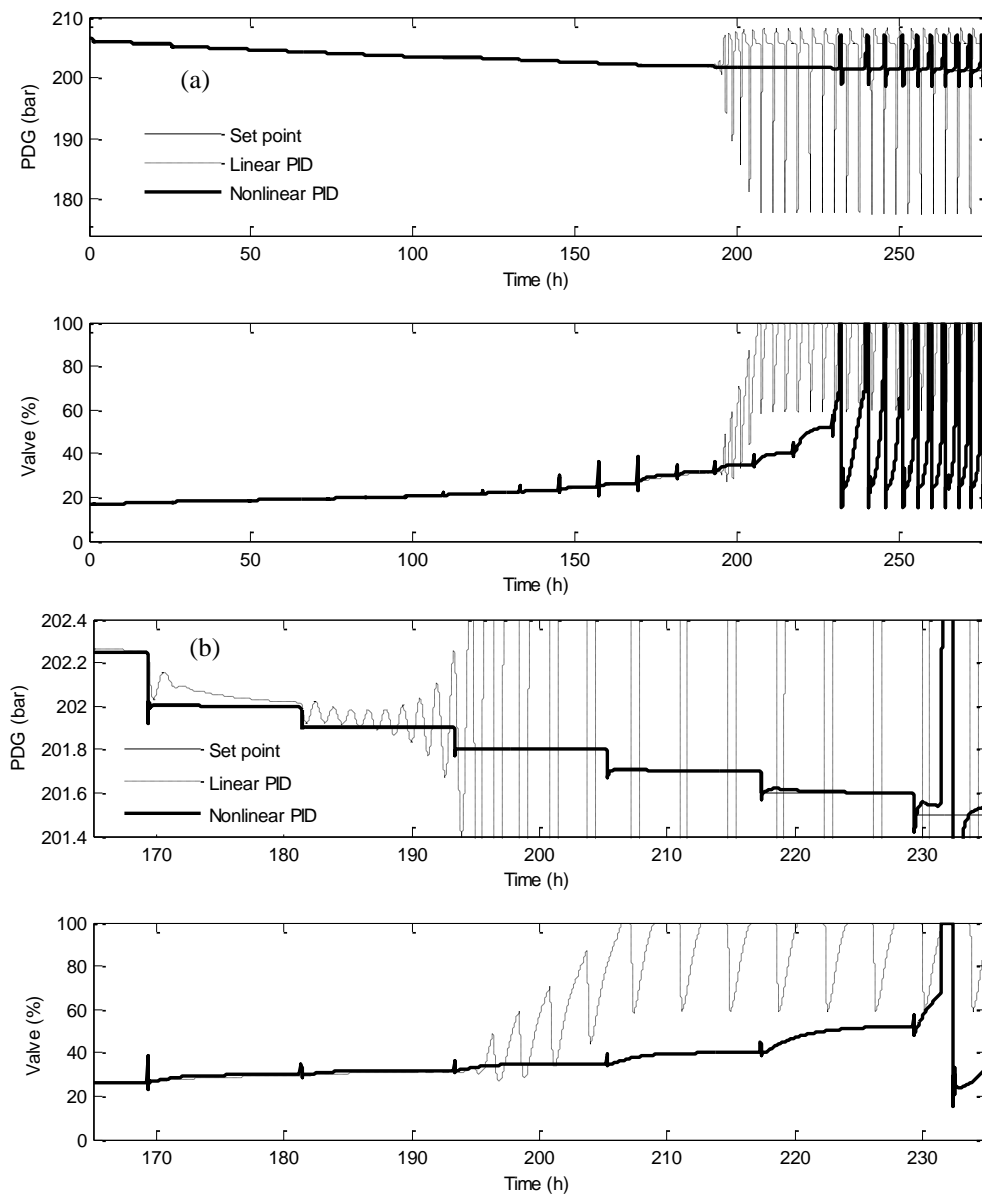 210
200
190
180
PDG (bar)
(a)
Set point
Linear PID
Nonlinear PID
0 50 100 150 200 250
Time (h)
100
80
60
40
20
0
Valve (%)
0 50 100 150 200 250
Time (h)
202.4
202.2
202
201.8
201.6
201.4
PDG (bar)
(b)
Set point
Linear PID
Nonlinear PID
170 180 190 200 210 220 230
Time (h)
100
80
60
40
20
0
Valve (%)
170 180 190 200 210 220 230
Time (h)